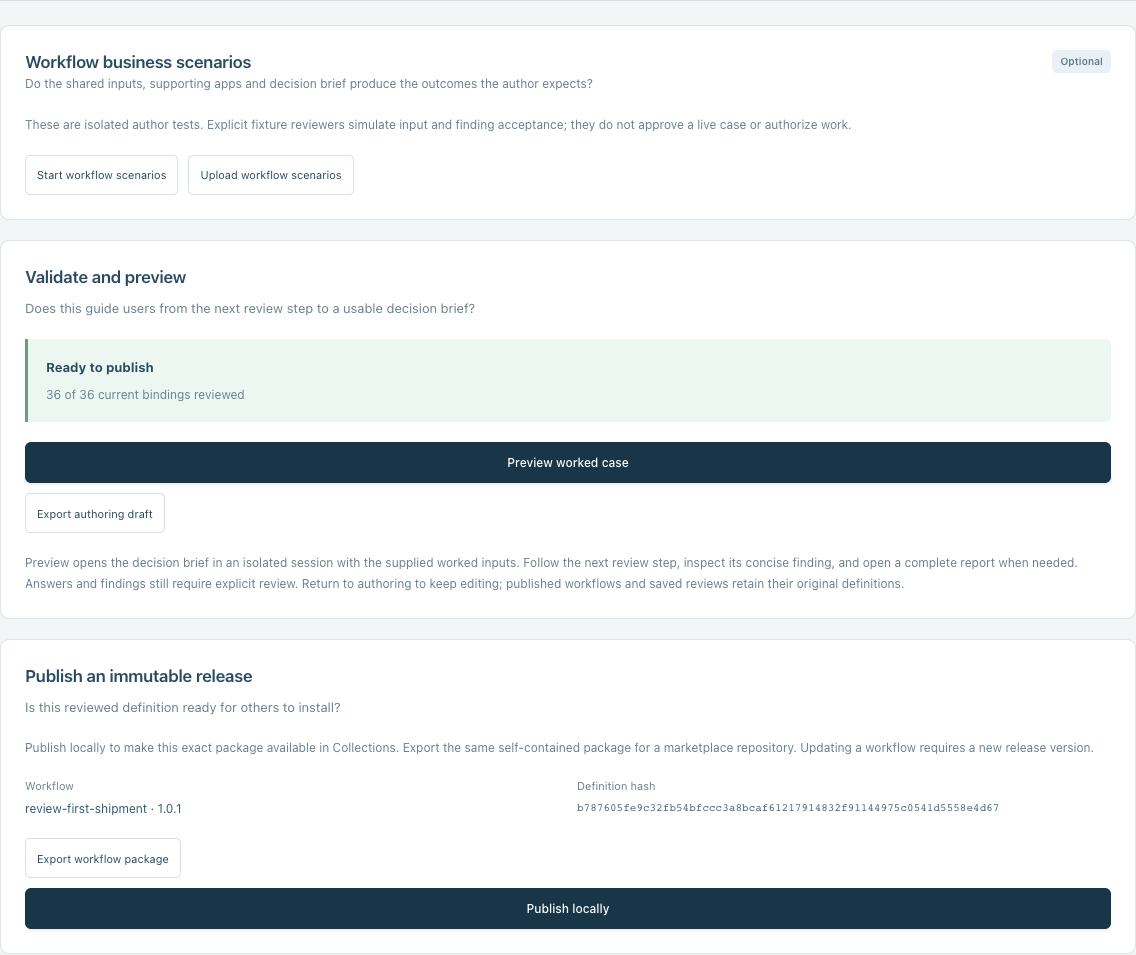 Workflow business scenarios
Optional
Do the shared inputs, supporting apps and decision brief produce the outcomes the author expects?
These are isolated author tests. Explicit fixture reviewers simulate input and finding acceptance; they do not approve a live case or authorize work.
Start workflow scenarios
Upload workflow scenarios
Validate and preview
Does this guide users from the next review step to a usable decision brief?
Ready to publish
36 of 36 current bindings reviewed
Preview worked case
Export authoring draft
Preview opens the decision brief in an isolated session with the supplied worked inputs. Follow the next review step, inspect its concise finding, and open a complete report when needed.
Answers and findings still require explicit review. Return to authoring to keep editing; published workflows and saved reviews retain their original definitions.
Publish an immutable release
Is this reviewed definition ready for others to install?
Publish locally to make this exact package available in Collections. Export the same self-contained package for a marketplace repository. Updating a workflow requires a new release version.
Workflow
review-first-shipment · 1.0.1
Definition hash
b787605fe9c32fb54bfccc3a8bcaf61217914832f91144975c0541d5558e4d67
Export workflow package
Publish locally